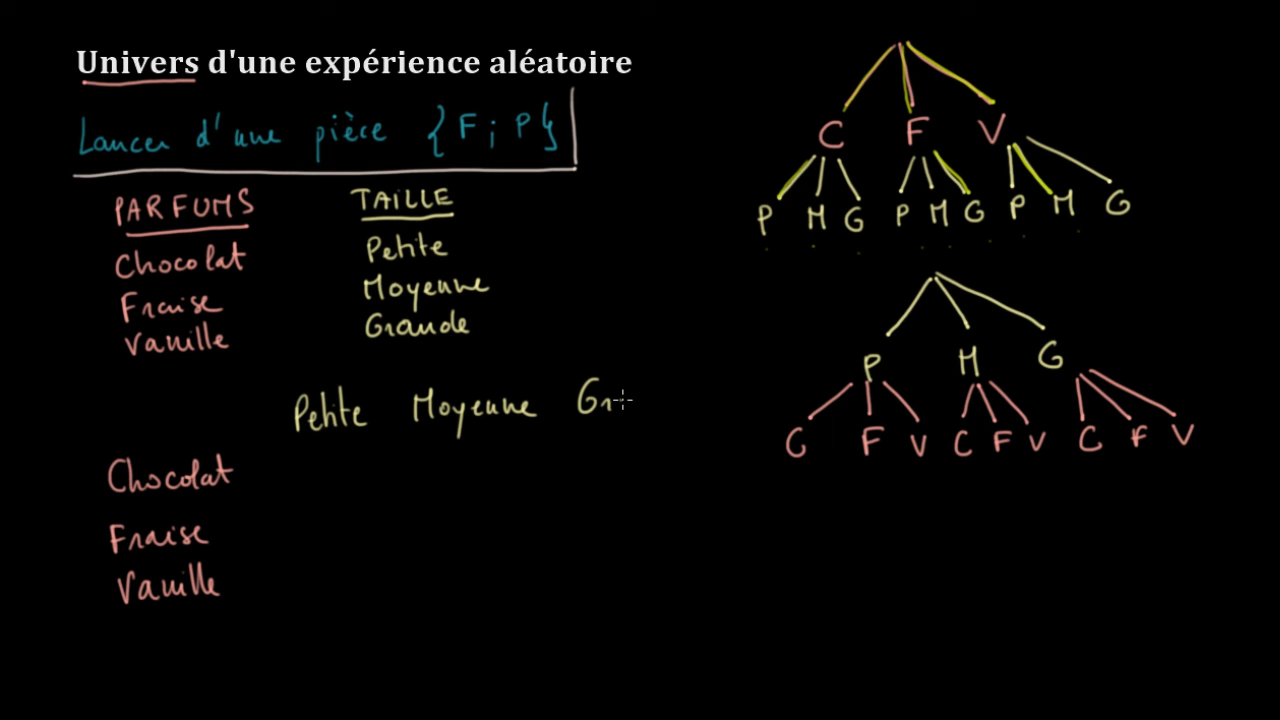 Univers d'une expérience aléatoire
Lancer d'une pièce {F ; P}
PARFUMS TAILLE
Chocolat Petite
Fraise Moyenne
Vanille Grande
Petite Moyenne Gr
Chocolat
Fraise
Vanille
C F V
P M G P M G P M G
P M G
C F V C F V C F V